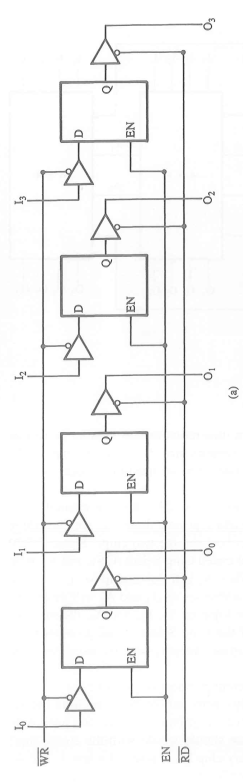 I0 I1 I2 I3
WR
D Q D Q D Q D Q
EN EN EN EN
EN
RD
O0 O1 O2 O3
(a)